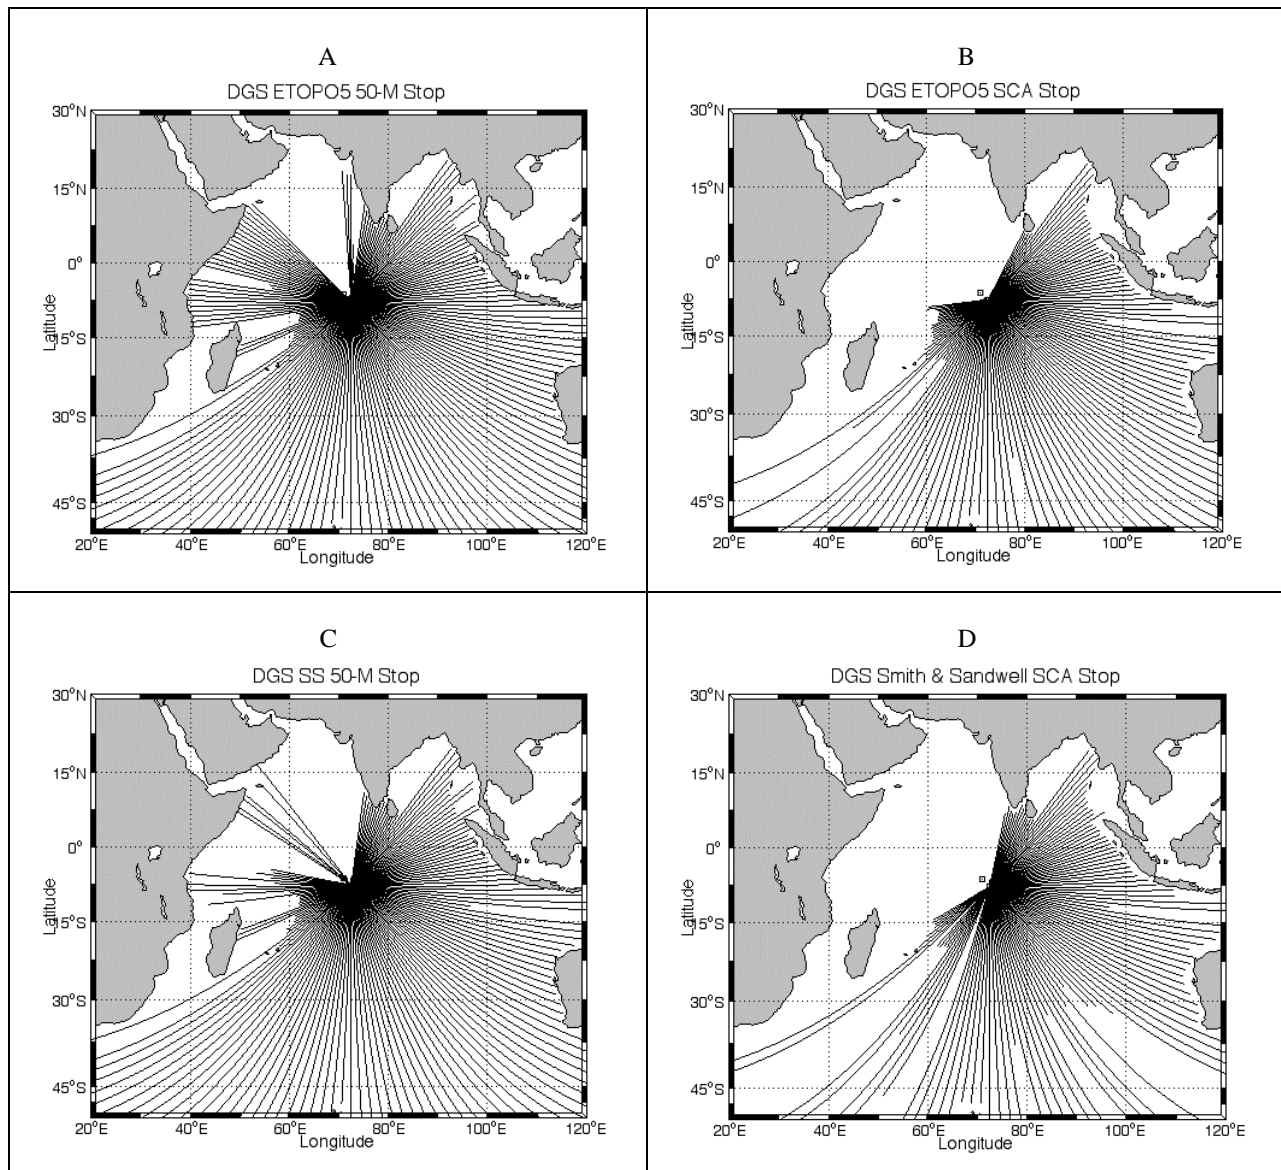 A
DGS ETOPO5 50-M Stop
30°N
15°N
0°
15°S
30°S
45°S
Latitude
20°E 40°E 60°E 80°E 100°E 120°E
Longitude
B
DGS ETOPO5 SCA Stop
30°N
15°N
0°
15°S
30°S
45°S
Latitude
20°E 40°E 60°E 80°E 100°E 120°E
Longitude
C
DGS SS 50-M Stop
30°N
15°N
0°
15°S
30°S
45°S
Latitude
20°E 40°E 60°E 80°E 100°E 120°E
Longitude
D
DGS Smith & Sandwell SCA Stop
30°N
15°N
0°
15°S
30°S
45°S
Latitude
20°E 40°E 60°E 80°E 100°E 120°E
Longitude